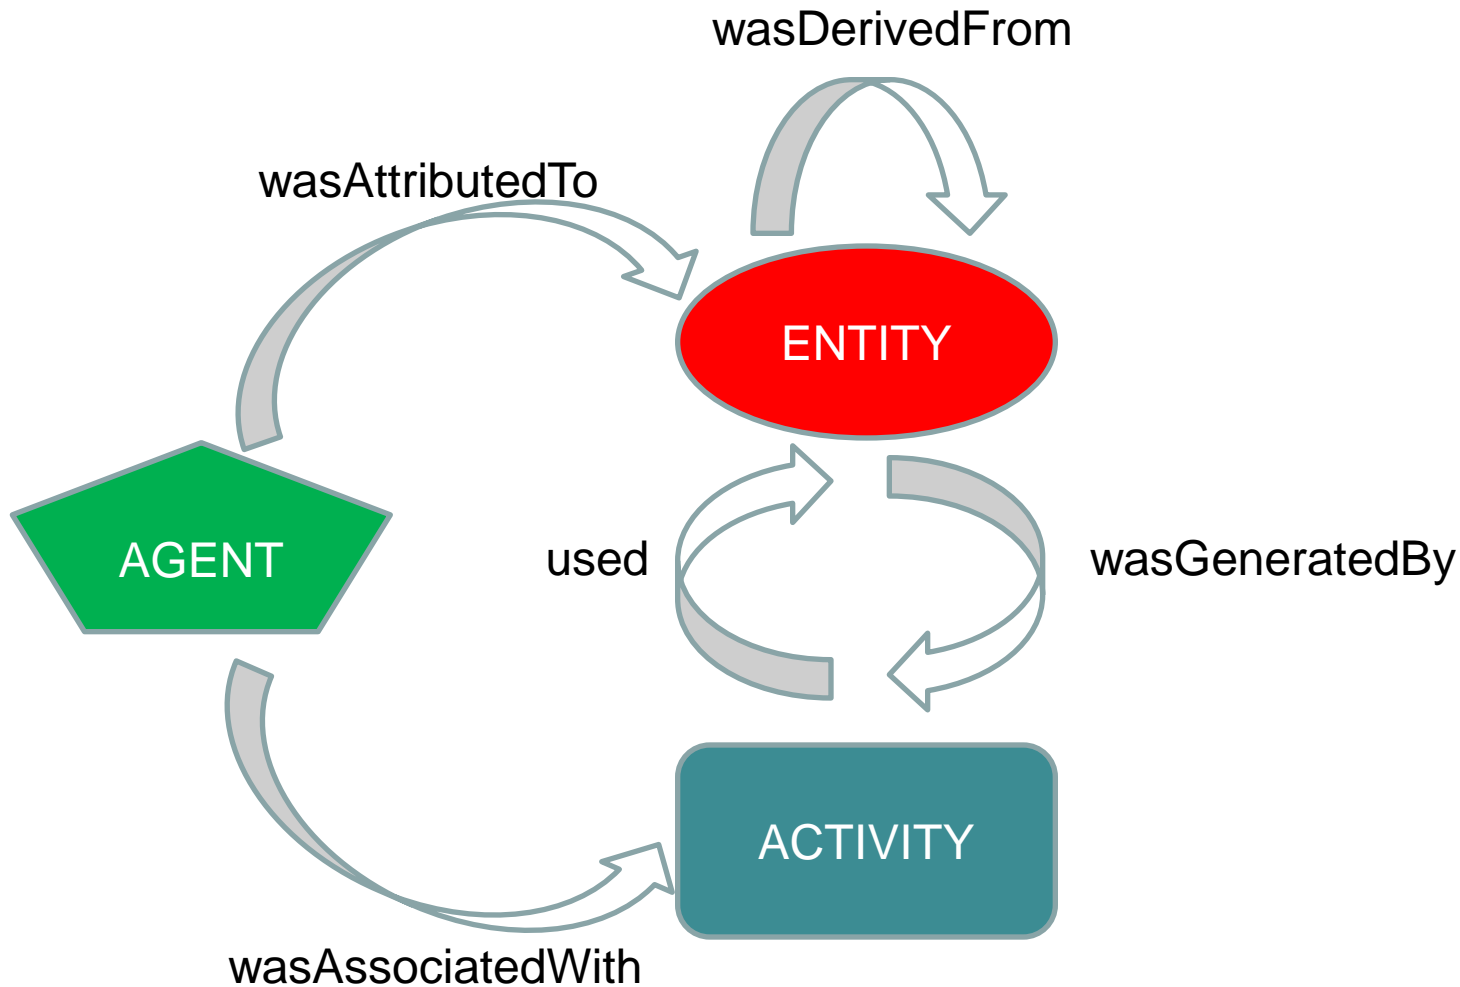 wasDerivedFrom
wasAttributedTo
ENTITY
AGENT
used
wasGeneratedBy
ACTIVITY
wasAssociatedWith